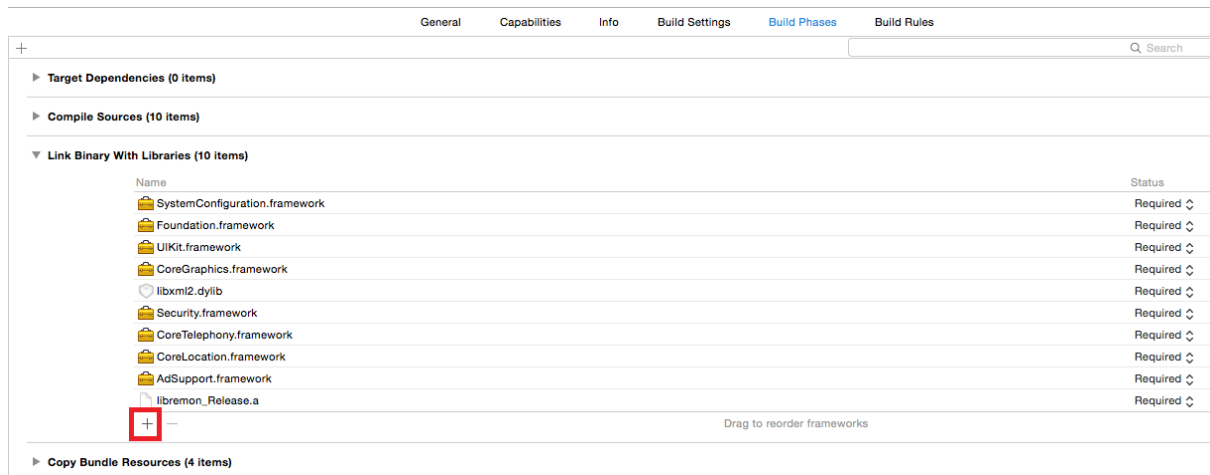 General Capabilities Info Build Settings Build Phases Build Rules
+ Search
Target Dependencies (0 items)
Compile Sources (10 items)
Link Binary With Libraries (10 items)
Name Status
SystemConfiguration.framework Required
Foundation.framework Required
UIKit.framework Required
CoreGraphics.framework Required
libxml2.dylib Required
Security.framework Required
CoreTelephony.framework Required
CoreLocation.framework Required
AdSupport.framework Required
libremon_Release.a Required
+ − Drag to reorder frameworks
Copy Bundle Resources (4 items)